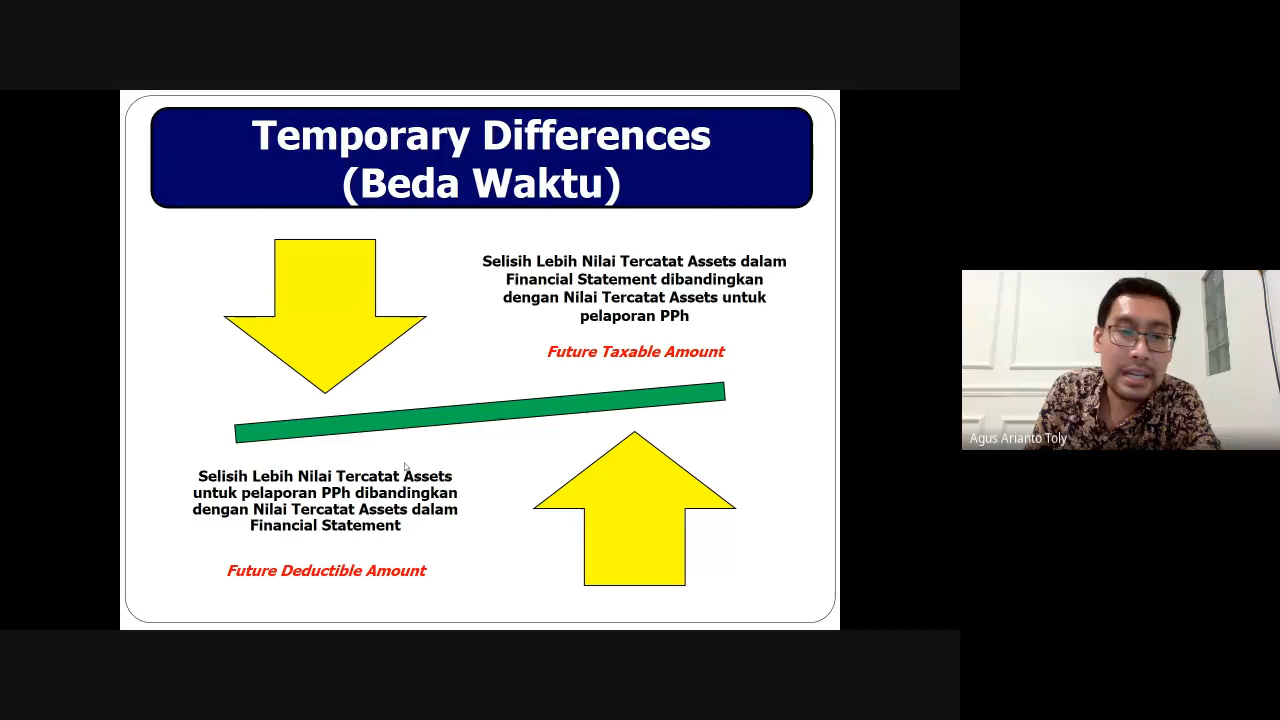 Temporary Differences
(Beda Waktu)
Selisih Lebih Nilai Tercatat Assets dalam
Financial Statement dibandingkan
dengan Nilai Tercatat Assets untuk
pelaporan PPh
Future Taxable Amount
Selisih Lebih Nilai Tercatat Assets
untuk pelaporan PPh dibandingkan
dengan Nilai Tercatat Assets dalam
Financial Statement
Future Deductible Amount
Agus Arianto Toly